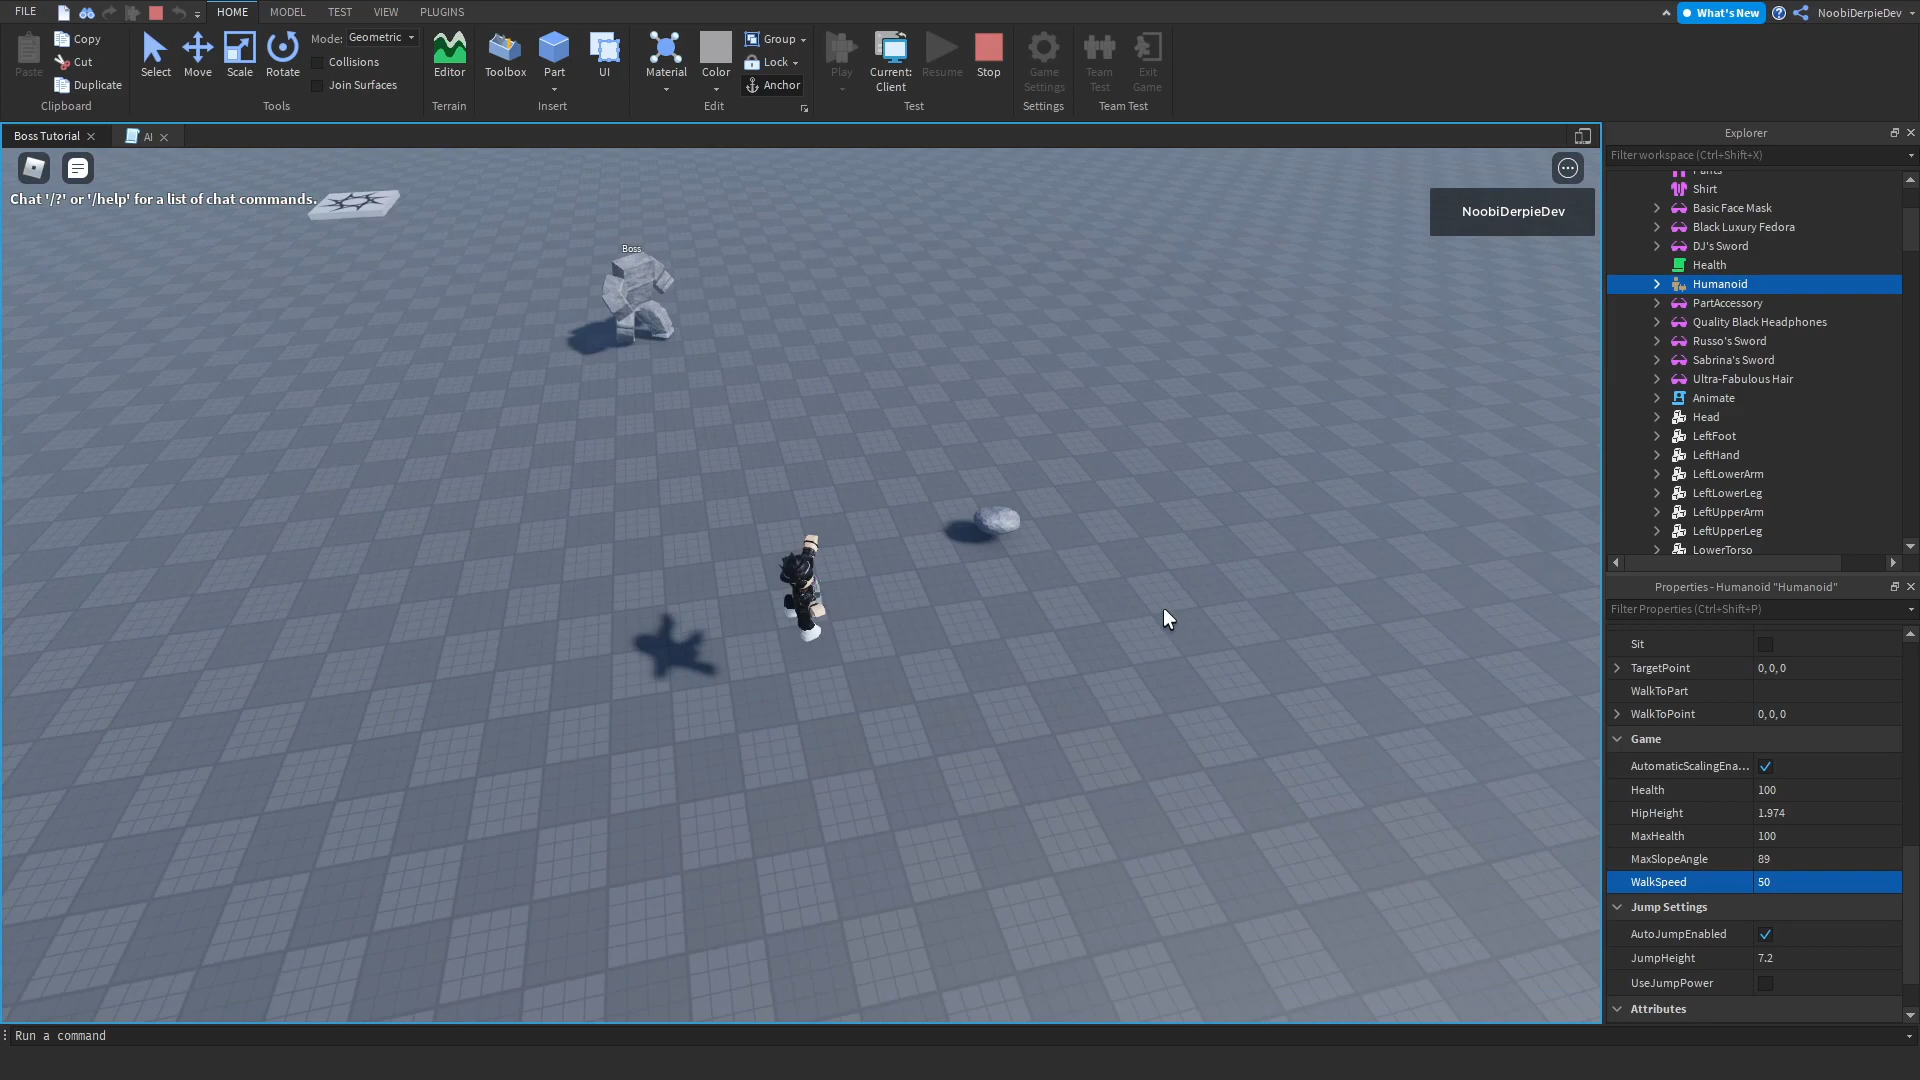 FILE
HOME
MODEL
TEST
VIEW
PLUGINS
What's New
NoobiDerpieDev
Paste
Copy
Cut
Duplicate
Clipboard
Select
Move
Scale
Rotate
Mode: Geometric
Collisions
Join Surfaces
Tools
Editor
Terrain
Toolbox
Part
UI
Insert
Material
Color
Group
Lock
Anchor
Edit
Play
Current:
Client
Resume
Stop
Test
Game
Settings
Settings
Team
Test
Exit
Game
Team Test
Boss Tutorial
AI
Chat '/?' or '/help' for a list of chat commands.
NoobiDerpieDev
Boss
Explorer
Filter workspace (Ctrl+Shift+X)
Pants
Shirt
Basic Face Mask
Black Luxury Fedora
DJ's Sword
Health
Humanoid
PartAccessory
Quality Black Headphones
Russo's Sword
Sabrina's Sword
Ultra-Fabulous Hair
Animate
Head
LeftFoot
LeftHand
LeftLowerArm
LeftLowerLeg
LeftUpperArm
LeftUpperLeg
LowerTorso
Properties - Humanoid "Humanoid"
Filter Properties (Ctrl+Shift+P)
Sit
TargetPoint 0, 0, 0
WalkToPart
WalkToPoint 0, 0, 0
Game
AutomaticScalingEna...
Health 100
HipHeight 1.974
MaxHealth 100
MaxSlopeAngle 89
WalkSpeed 50
Jump Settings
AutoJumpEnabled
JumpHeight 7.2
UseJumpPower
Attributes
Run a command